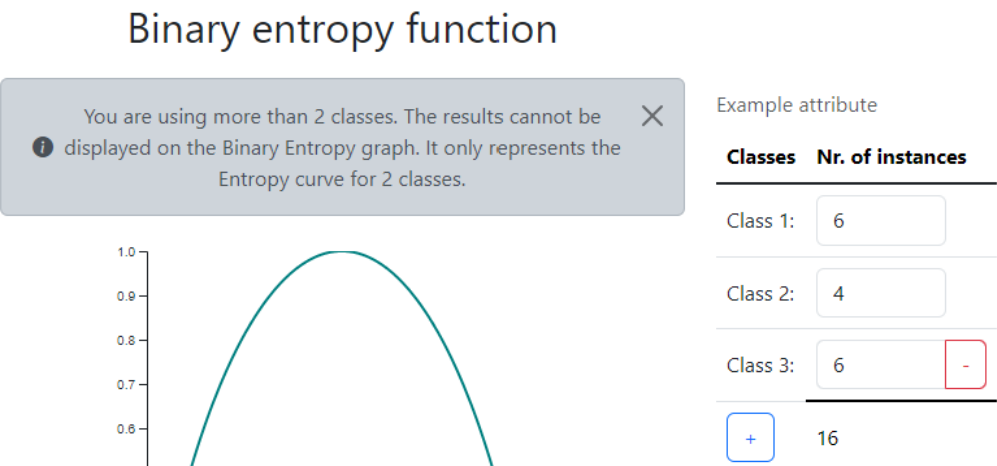 Binary entropy function
You are using more than 2 classes. The results cannot be
displayed on the Binary Entropy graph. It only represents the
Entropy curve for 2 classes.
1.0
0.9
0.8
0.7
0.6
Example attribute
Classes Nr. of instances
Class 1: 6
Class 2: 4
Class 3: 6 -
+ 16